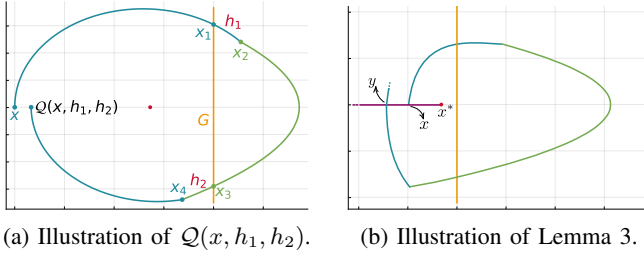 h₁
x₁
x₂
x
𝒬(x, h₁, h₂)
G
h₂
x₄
x₃
y
x*
x
(a) Illustration of 𝒬(x, h₁, h₂).
(b) Illustration of Lemma 3.